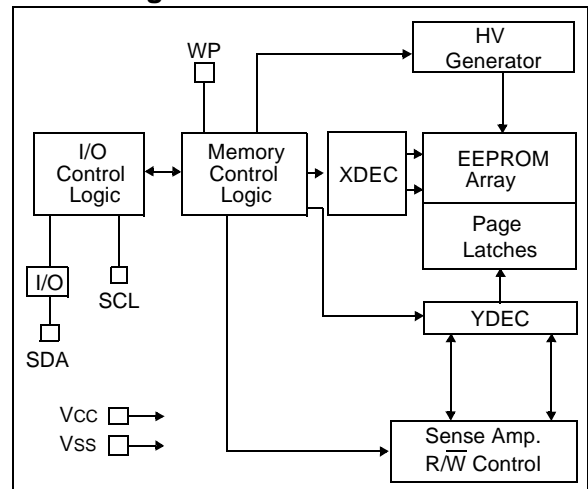 HV
Generator
WP
I/O
Control
Logic
Memory
Control
Logic
XDEC
EEPROM
Array
Page
Latches
I/O
SCL
SDA
YDEC
VCC
VSS
Sense Amp.
R/W̅ Control